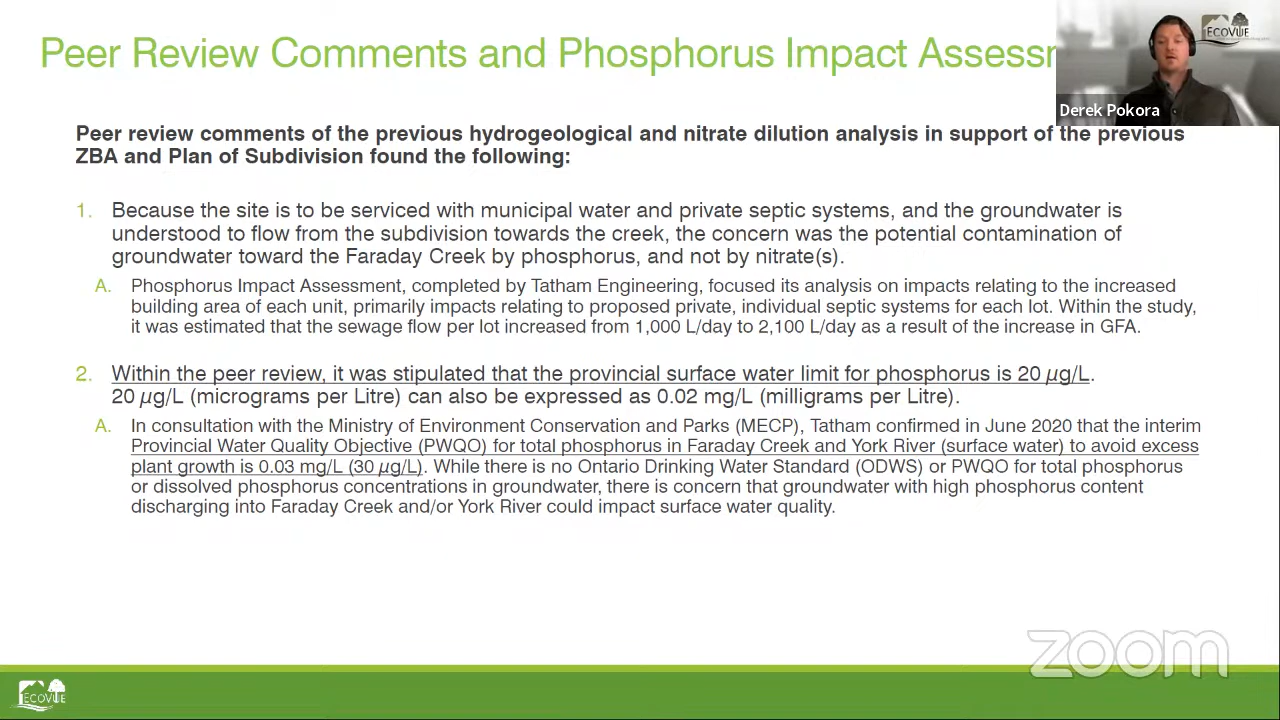 Peer Review Comments and Phosphorus Impact Assessm
ECOVUE
Derek Pokora
Peer review comments of the previous hydrogeological and nitrate dilution analysis in support of the previous
ZBA and Plan of Subdivision found the following:
1. Because the site is to be serviced with municipal water and private septic systems, and the groundwater is
understood to flow from the subdivision towards the creek, the concern was the potential contamination of
groundwater toward the Faraday Creek by phosphorus, and not by nitrate(s).
A. Phosphorus Impact Assessment, completed by Tatham Engineering, focused its analysis on impacts relating to the increased
building area of each unit, primarily impacts relating to proposed private, individual septic systems for each lot. Within the study,
it was estimated that the sewage flow per lot increased from 1,000 L/day to 2,100 L/day as a result of the increase in GFA.
2. Within the peer review, it was stipulated that the provincial surface water limit for phosphorus is 20 µg/L.
20 µg/L (micrograms per Litre) can also be expressed as 0.02 mg/L (milligrams per Litre).
A. In consultation with the Ministry of Environment Conservation and Parks (MECP), Tatham confirmed in June 2020 that the interim
Provincial Water Quality Objective (PWQO) for total phosphorus in Faraday Creek and York River (surface water) to avoid excess
plant growth is 0.03 mg/L (30 µg/L). While there is no Ontario Drinking Water Standard (ODWS) or PWQO for total phosphorus
or dissolved phosphorus concentrations in groundwater, there is concern that groundwater with high phosphorus content
discharging into Faraday Creek and/or York River could impact surface water quality.
zoom
ECOVUE